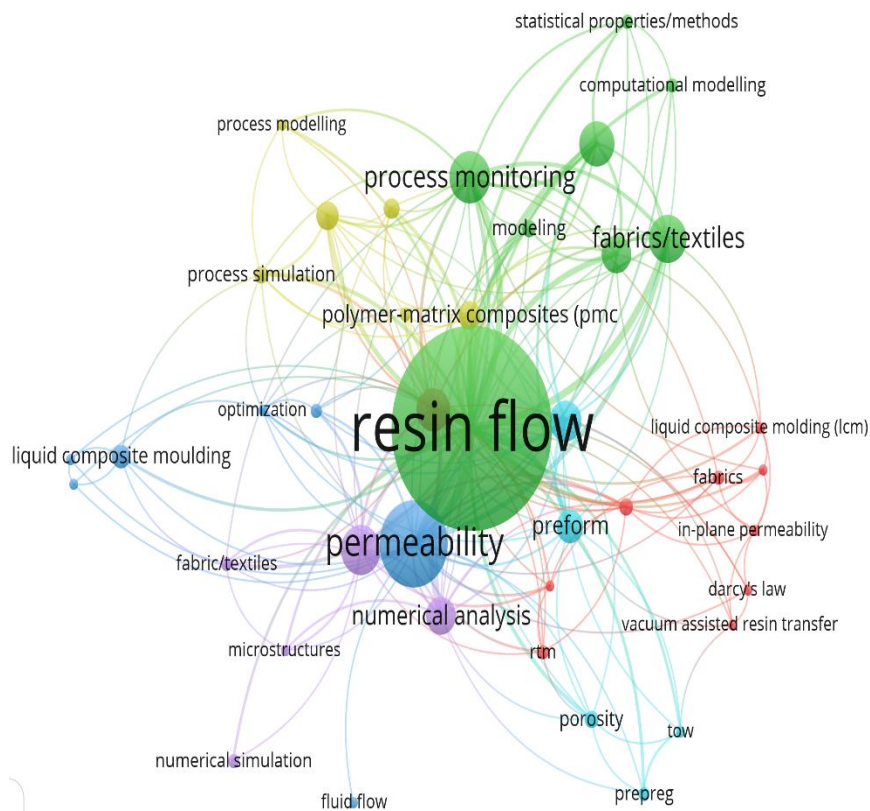 statistical properties/methods
computational modelling
process modelling
process monitoring
modeling
fabrics/textiles
process simulation
polymer-matrix composites (pmc
optimization
resin flow
liquid composite molding (lcm)
liquid composite moulding
fabrics
preform
in-plane permeability
permeability
fabric/textiles
darcy's law
numerical analysis
vacuum assisted resin transfer
microstructures
rtm
porosity
tow
numerical simulation
prepreg
fluid flow